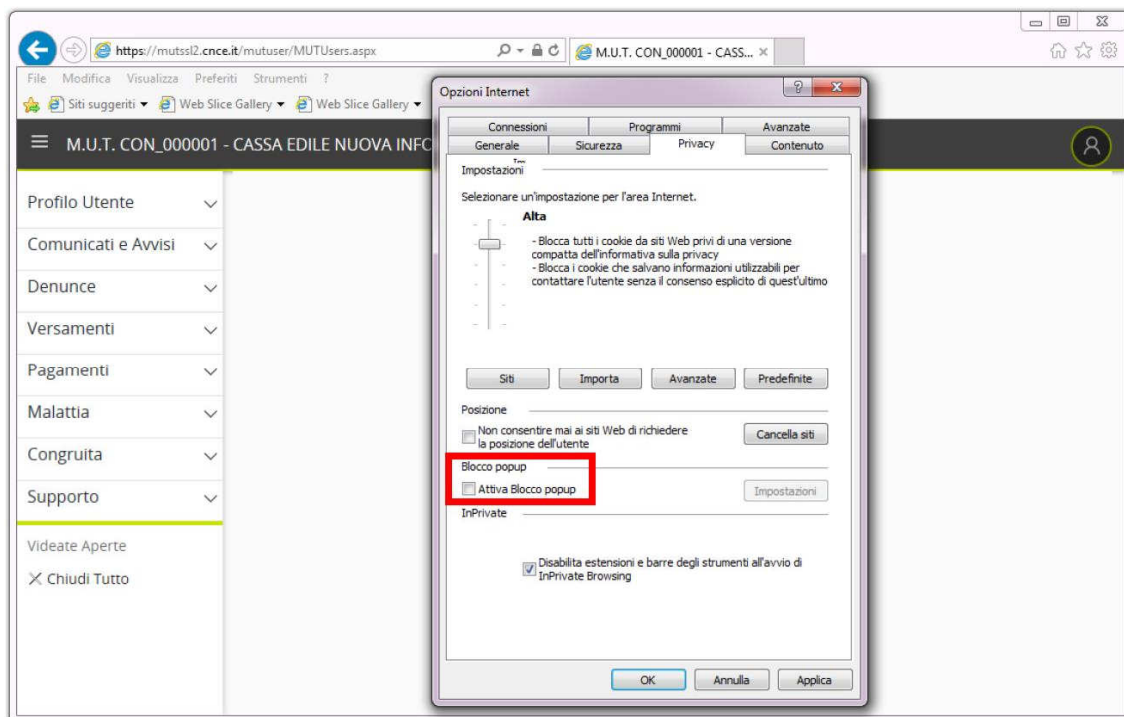 https://mutssl2.cnce.it/mutuser/MUTUsers.aspx
M.U.T. CON_000001 - CASS...
File Modifica Visualizza Preferiti Strumenti ?
Siti suggeriti Web Slice Gallery Web Slice Gallery
M.U.T. CON_000001 - CASSA EDILE NUOVA INFO
Profilo Utente
Comunicati e Avvisi
Denunce
Versamenti
Pagamenti
Malattia
Congruita
Supporto
Videate Aperte
Chiudi Tutto
Opzioni Internet
Connessioni Programmi Avanzate
Generale Sicurezza Privacy Contenuto
Impostazioni
Selezionare un'impostazione per l'area Internet.
Alta
- Blocca tutti i cookie da siti Web privi di una versione
compatta dell'informativa sulla privacy
- Blocca i cookie che salvano informazioni utilizzabili per
contattare l'utente senza il consenso esplicito di quest'ultimo
Siti Importa Avanzate Predefinite
Posizione
Non consentire mai ai siti Web di richiedere
la posizione dell'utente
Cancella siti
Blocco popup
Attiva Blocco popup
Impostazioni
InPrivate
Disabilita estensioni e barre degli strumenti all'avvio di
InPrivate Browsing
OK Annulla Applica